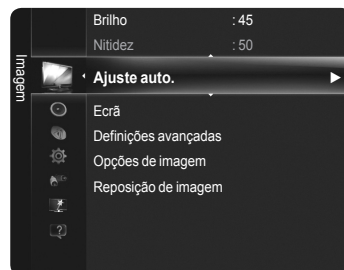 Imagem
Brilho : 45
Nitidez : 50
Ajuste auto.
Ecrã
Definições avançadas
Opções de imagem
Reposição de imagem